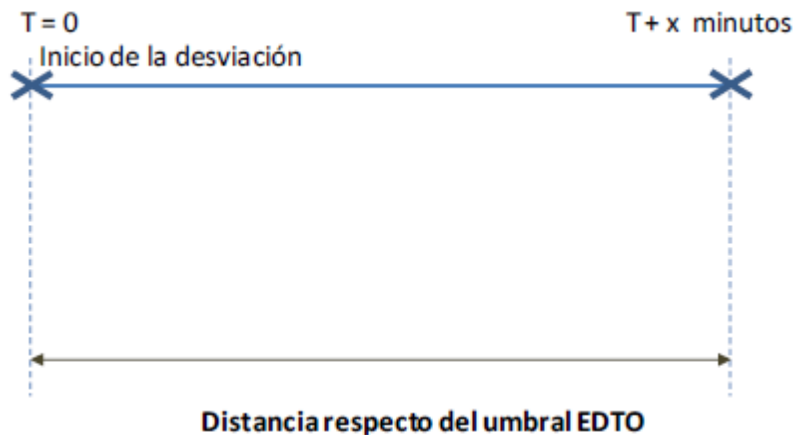 T = 0
T + x minutos
Inicio de la desviación
Distancia respecto del umbral EDTO